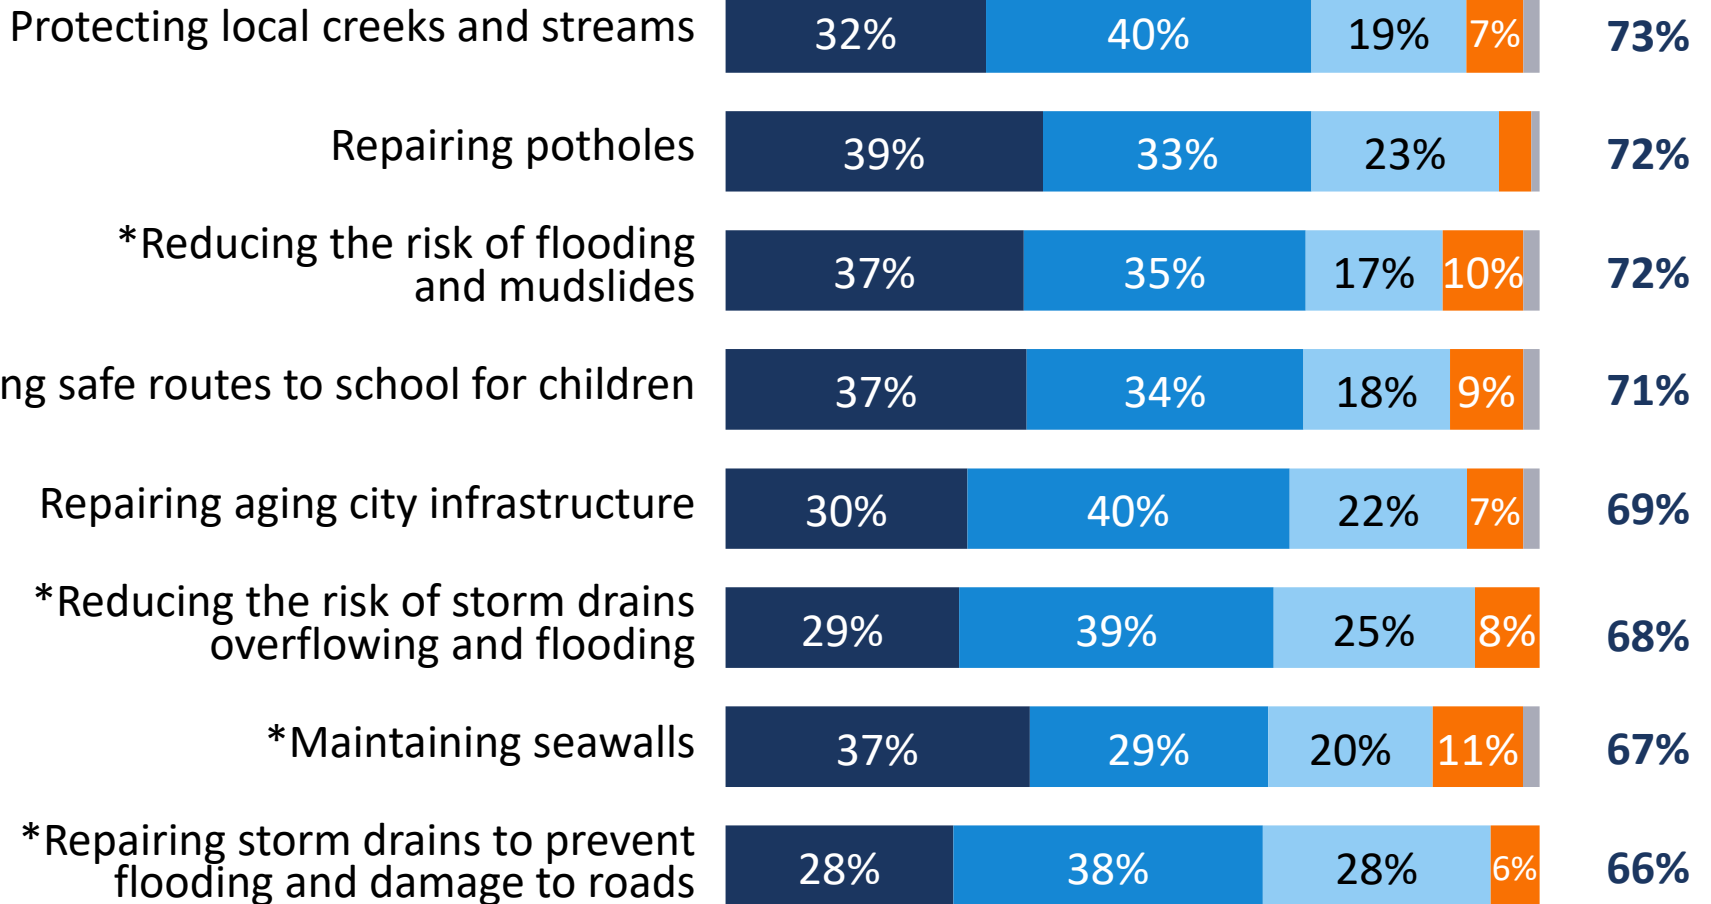 Protecting local creeks and streams 32% 40% 19% 7% 73%
Repairing potholes 39% 33% 23% 72%
*Reducing the risk of flooding
and mudslides 37% 35% 17% 10% 72%
ng safe routes to school for children 37% 34% 18% 9% 71%
Repairing aging city infrastructure 30% 40% 22% 7% 69%
*Reducing the risk of storm drains
overflowing and flooding 29% 39% 25% 8% 68%
*Maintaining seawalls 37% 29% 20% 11% 67%
*Repairing storm drains to prevent
flooding and damage to roads 28% 38% 28% 6% 66%